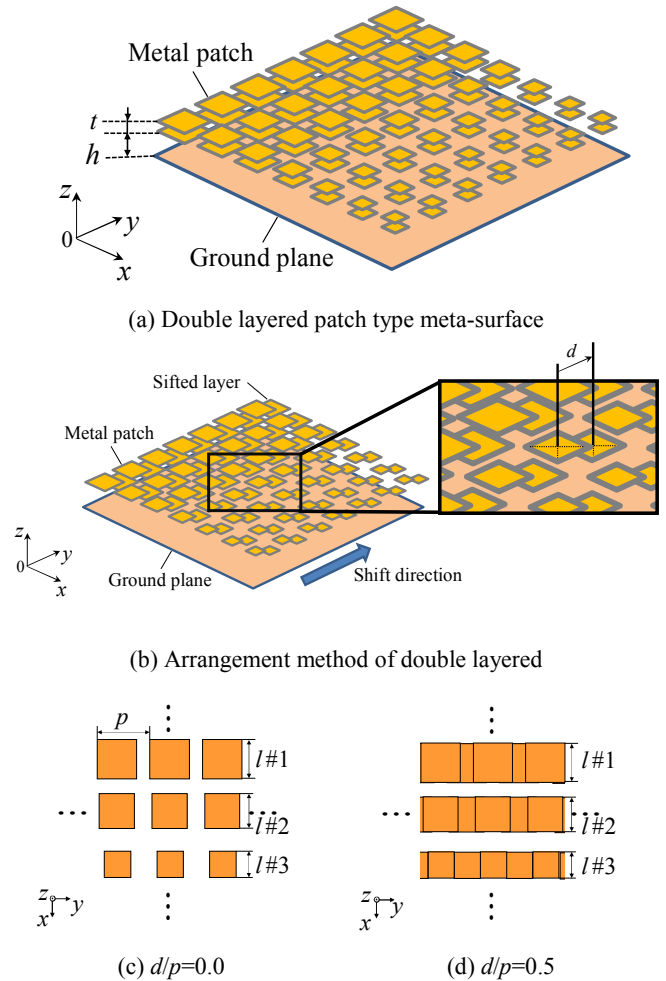 Metal patch
t
h
z
y
0
x
Ground plane
(a) Double layered patch type meta-surface
d
Sifted layer
Metal patch
z
y
0
x
Ground plane
Shift direction
(b) Arrangement method of double layered
p
l#1
l#2
l#3
z
y
x
(c) d/p=0.0
l#1
l#2
l#3
z
y
x
(d) d/p=0.5